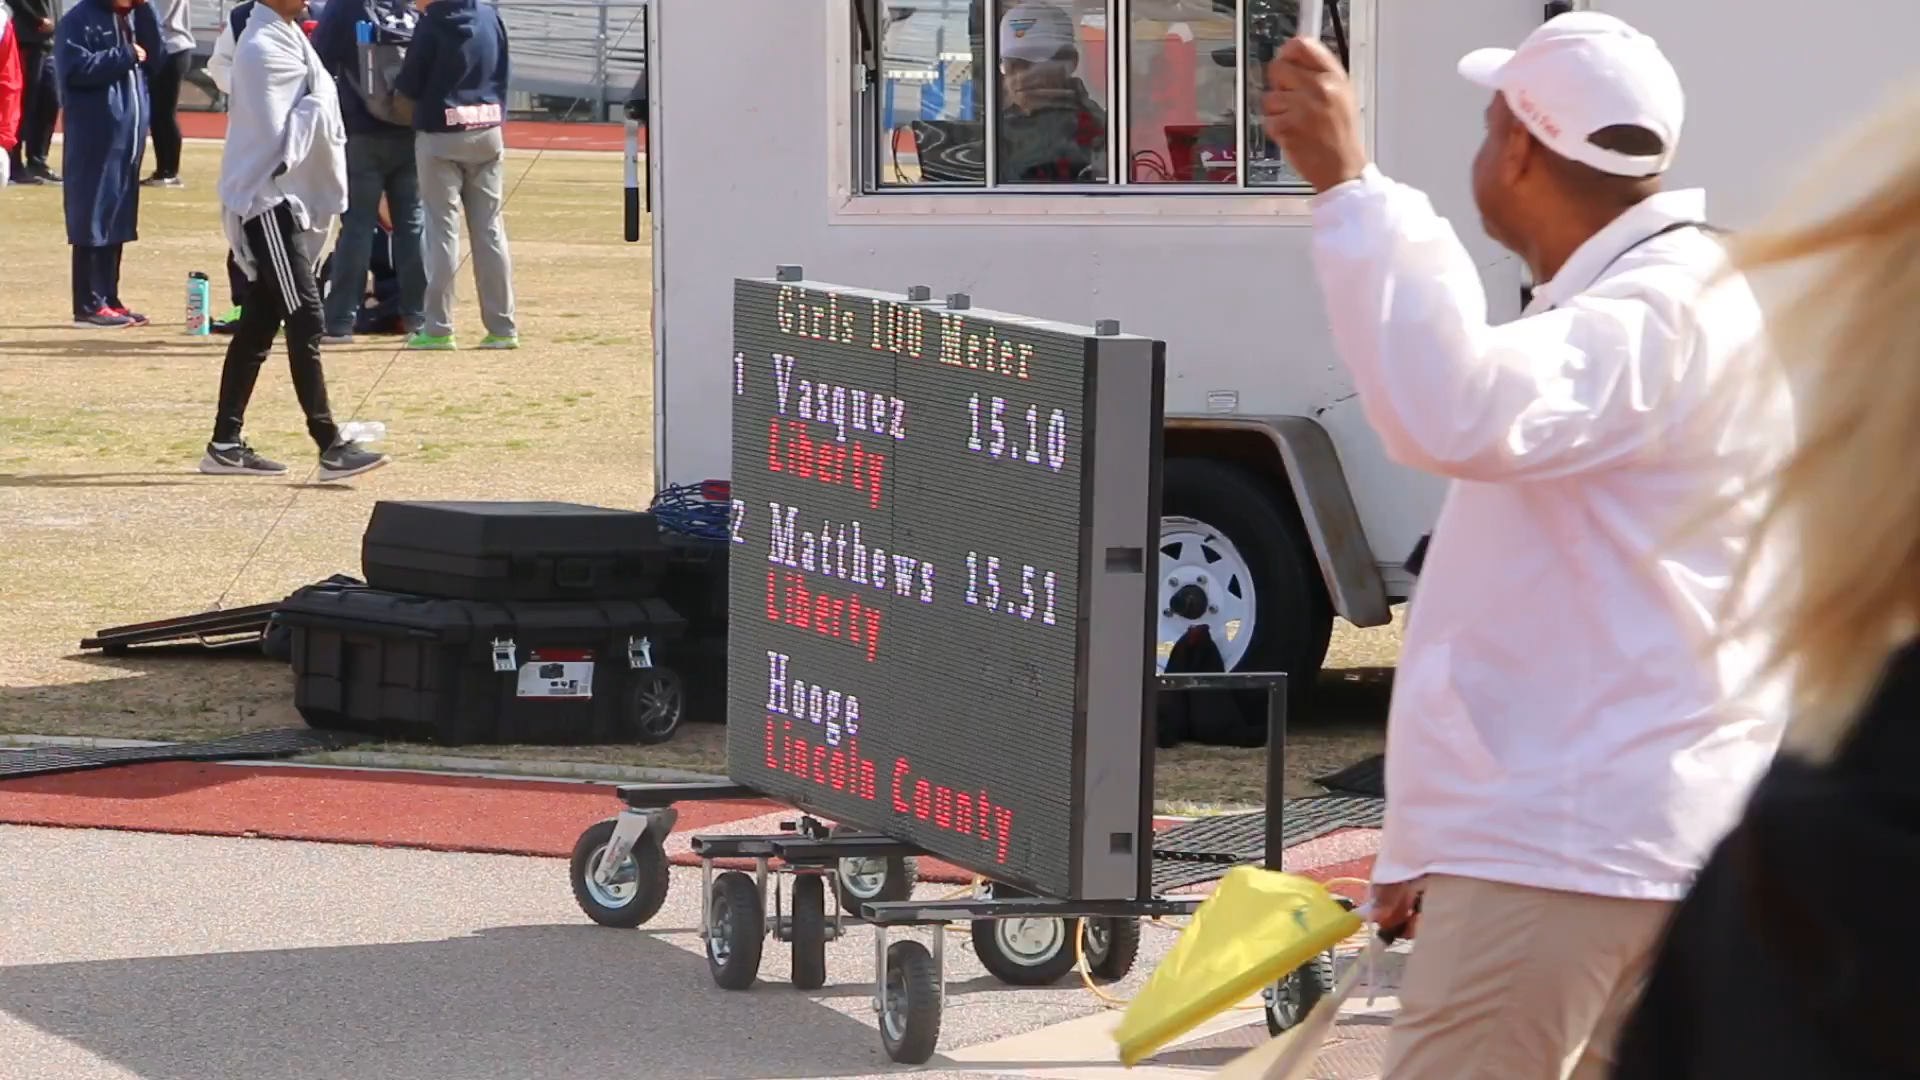 Girls 100 Meter
1 Vasquez 15.10
Liberty
2 Matthews 15.51
Liberty
Hooge
Lincoln County